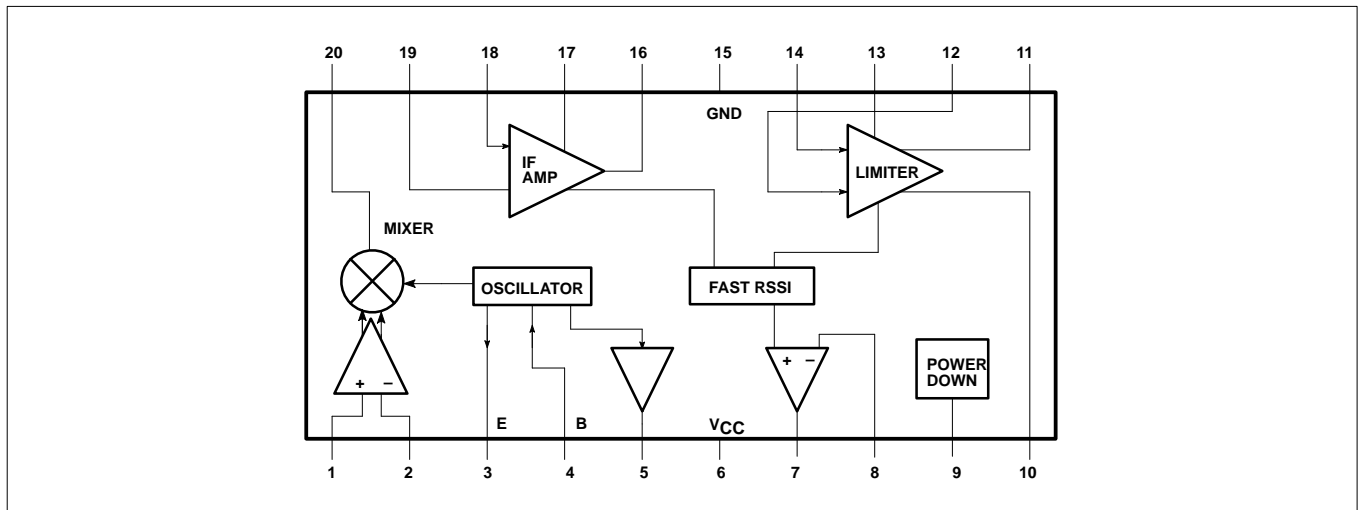 20 19 18 17 16 15 14 13 12 11
GND
IF
AMP
LIMITER
MIXER
OSCILLATOR
FAST RSSI
+ − POWER
DOWN
+ −
E B VCC
1 2 3 4 5 6 7 8 9 10